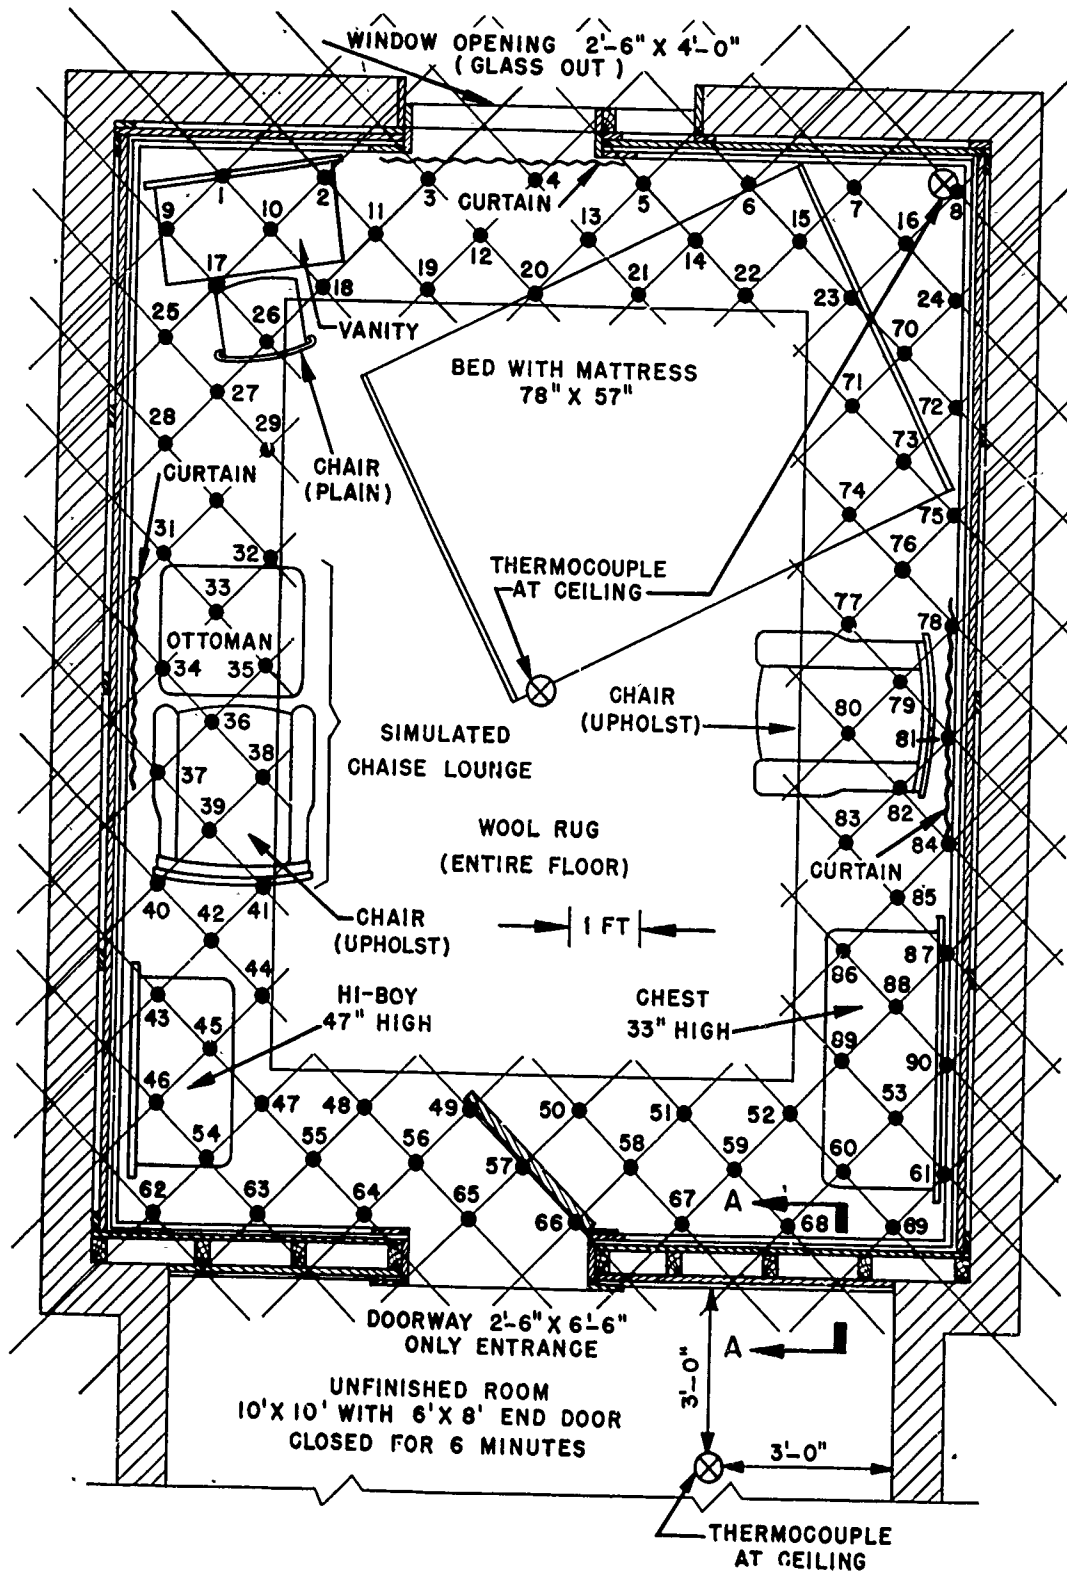 WINDOW OPENING 2'-6" X 4'-0"
(GLASS OUT)
1 2 3 4 5 6 7 8
CURTAIN
9 10 11 12 13 14 15 16
17 18 19 20 21 22 23 24
25 26 VANITY 70
BED WITH MATTRESS
78" X 57"
27 71 72
28 29 73
CURTAIN
CHAIR
(PLAIN)
74 75
31 32 76
THERMOCOUPLE
AT CEILING
33 77 78
OTTOMAN
34 35 79
CHAIR
(UPHOLST)
36 80 81
SIMULATED
CHAISE LOUNGE
37 38 82
39 83 84
WOOL RUG
(ENTIRE FLOOR)
CURTAIN
40 41 85
CHAIR
(UPHOLST)
1 FT
42 86 87
44 88
43
HI-BOY
47" HIGH
CHEST
33" HIGH
45 89 90
46 47 48 49 50 51 52 53
54 55 56 57 58 59 60 61
A
62 63 64 65 66 67 68 69
DOORWAY 2'-6" X 6'-6"
ONLY ENTRANCE
A
3'-0"
UNFINISHED ROOM
10' X 10' WITH 6' X 8' END DOOR
CLOSED FOR 6 MINUTES
3'-0"
THERMOCOUPLE
AT CEILING